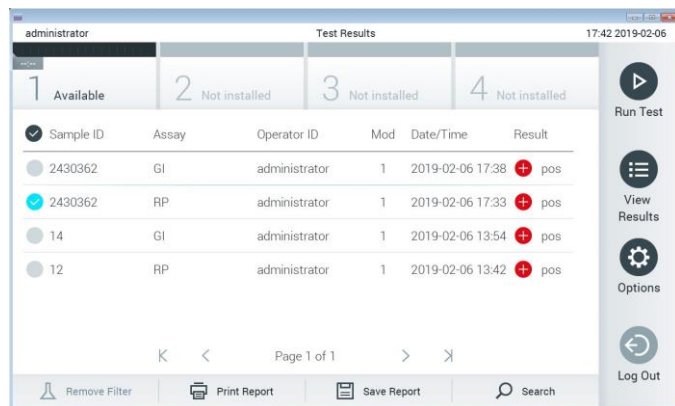 administrator Test Results 17:42 2019-02-06
--:--
1 Available 2 Not installed 3 Not installed 4 Not installed
Run Test
Sample ID Assay Operator ID Mod Date/Time Result
2430362 GI administrator 1 2019-02-06 17:38 pos
2430362 RP administrator 1 2019-02-06 17:33 pos
View
Results
14 GI administrator 1 2019-02-06 13:54 pos
12 RP administrator 1 2019-02-06 13:42 pos
Options
Page 1 of 1
Log Out
Remove Filter Print Report Save Report Search